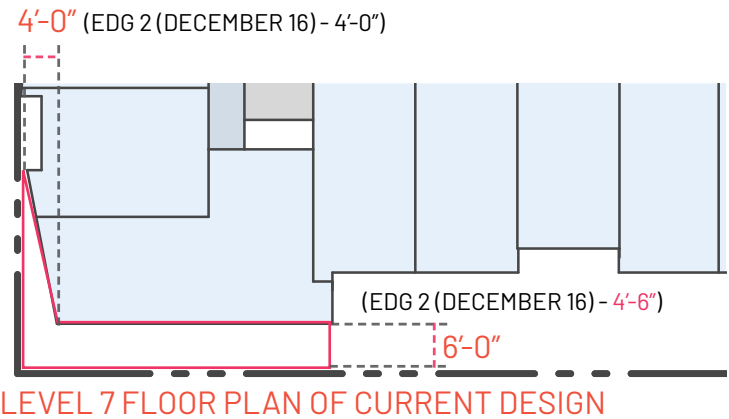 4'-0" (EDG 2 (DECEMBER 16) - 4'-0")
(EDG 2 (DECEMBER 16) - 4'-6")
6'-0"
LEVEL 7 FLOOR PLAN OF CURRENT DESIGN